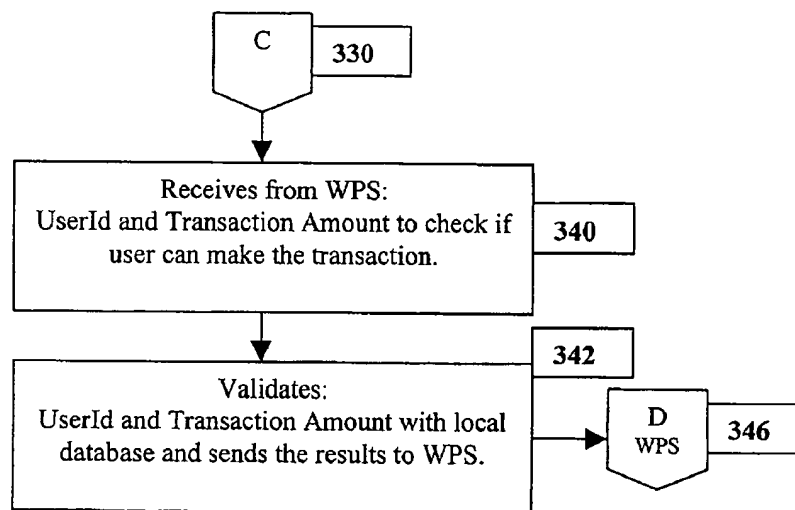 C
330
Receives from WPS:
UserId and Transaction Amount to check if
user can make the transaction.
340
342
Validates:
UserId and Transaction Amount with local
database and sends the results to WPS.
D
WPS
346